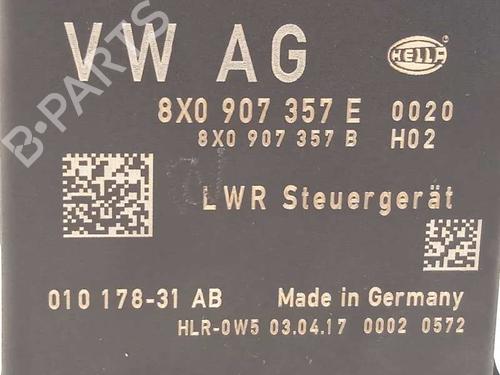 VW AG HELLA
8X0 907 357 E 0020
8X0 907 357 B H02
LWR Steuergerät
010 178-31 AB Made in Germany
HLR-0W5 03.04.17 0002 0572
B-PARTS